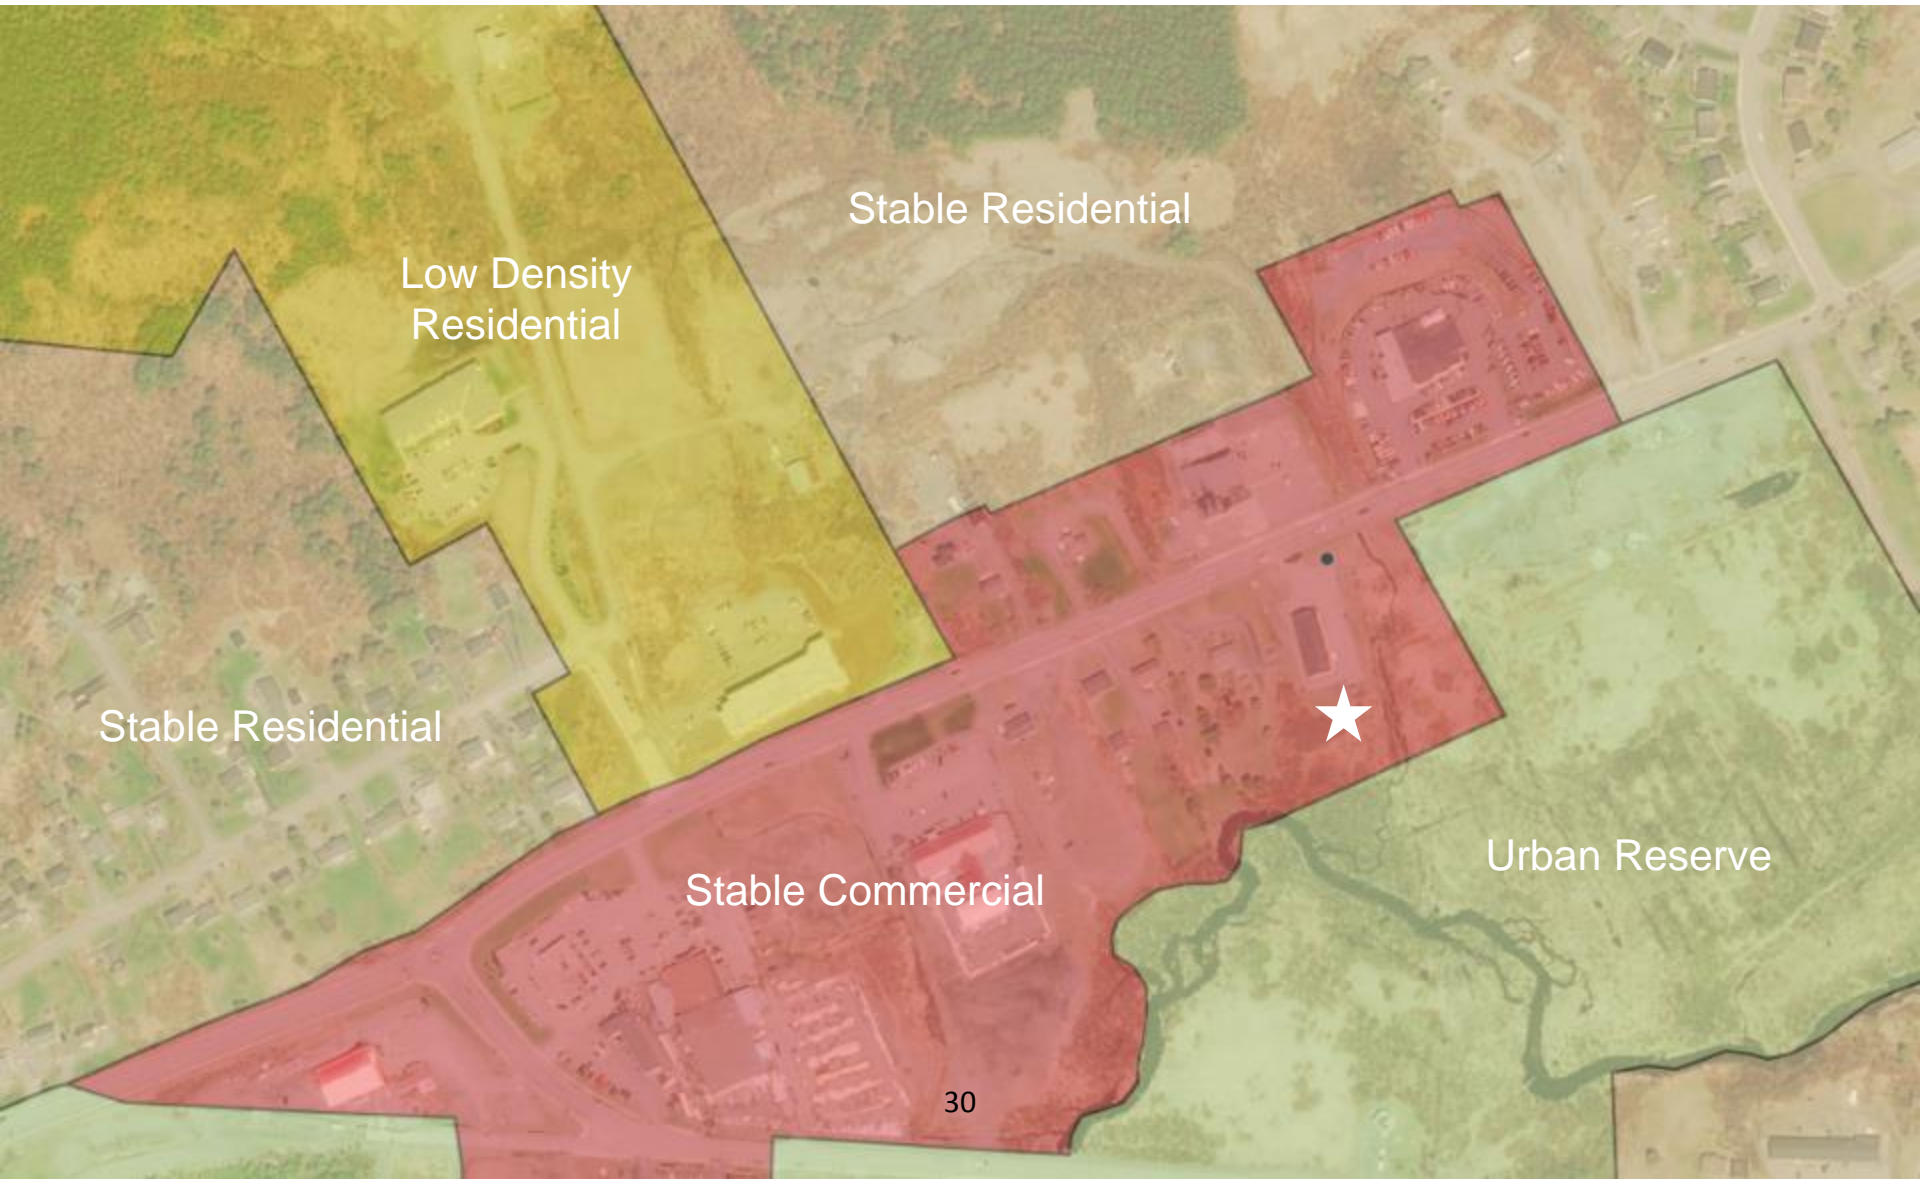 Stable Residential
Low Density
Residential
Stable Residential
Urban Reserve
Stable Commercial
30